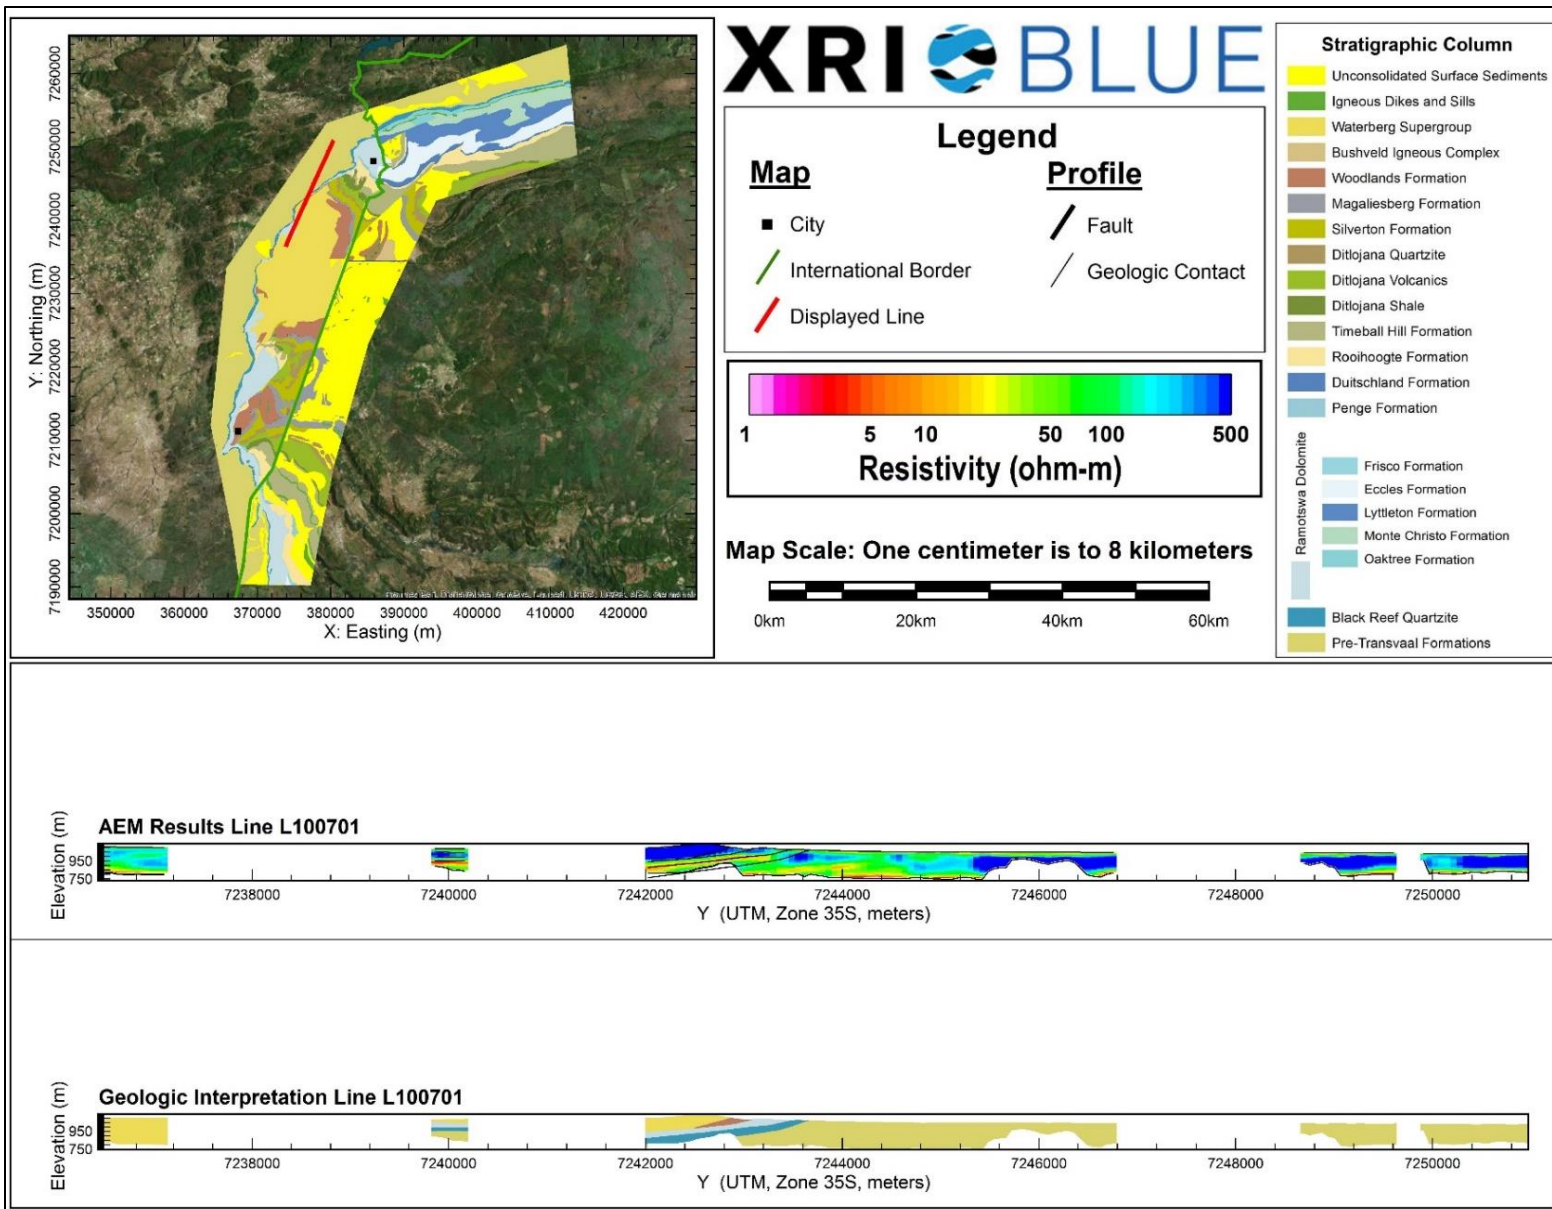 XRI BLUE
7260000
7250000
7240000
7230000
7220000
7210000
7200000
7190000
Y: Northing (m)
350000 360000 370000 380000 390000 400000 410000 420000
X: Easting (m)
Legend
Map
City
International Border
Displayed Line
Profile
Fault
Geologic Contact
1 5 10 50 100 500
Resistivity (ohm-m)
Map Scale: One centimeter is to 8 kilometers
0km 20km 40km 60km
Stratigraphic Column
Unconsolidated Surface Sediments
Igneous Dikes and Sills
Waterberg Supergroup
Bushveld Igneous Complex
Woodlands Formation
Magaliesberg Formation
Silverton Formation
Ditlojana Quartzite
Ditlojana Volcanics
Ditlojana Shale
Timeball Hill Formation
Rooihoogte Formation
Duitschland Formation
Penge Formation
Ramotswa Dolomite
Frisco Formation
Eccles Formation
Lyttleton Formation
Monte Christo Formation
Oaktree Formation
Black Reef Quartzite
Pre-Transvaal Formations
AEM Results Line L100701
Elevation (m)
950
750
7238000 7240000 7242000 7244000 7246000 7248000 7250000
Y (UTM, Zone 35S, meters)
Geologic Interpretation Line L100701
Elevation (m)
950
750
7238000 7240000 7242000 7244000 7246000 7248000 7250000
Y (UTM, Zone 35S, meters)